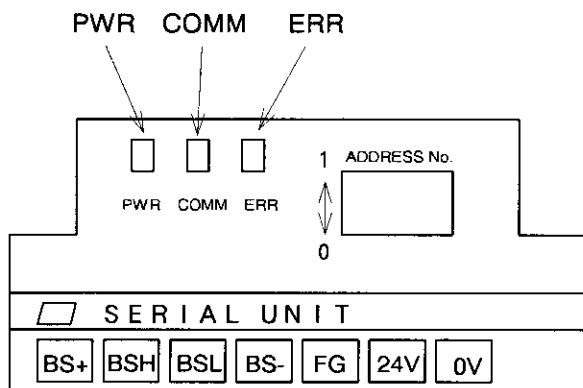 PWR COMM ERR
1 ADDRESS No.
PWR COMM ERR
0
SERIAL UNIT
BS+ BSH BSL BS- FG 24V 0V